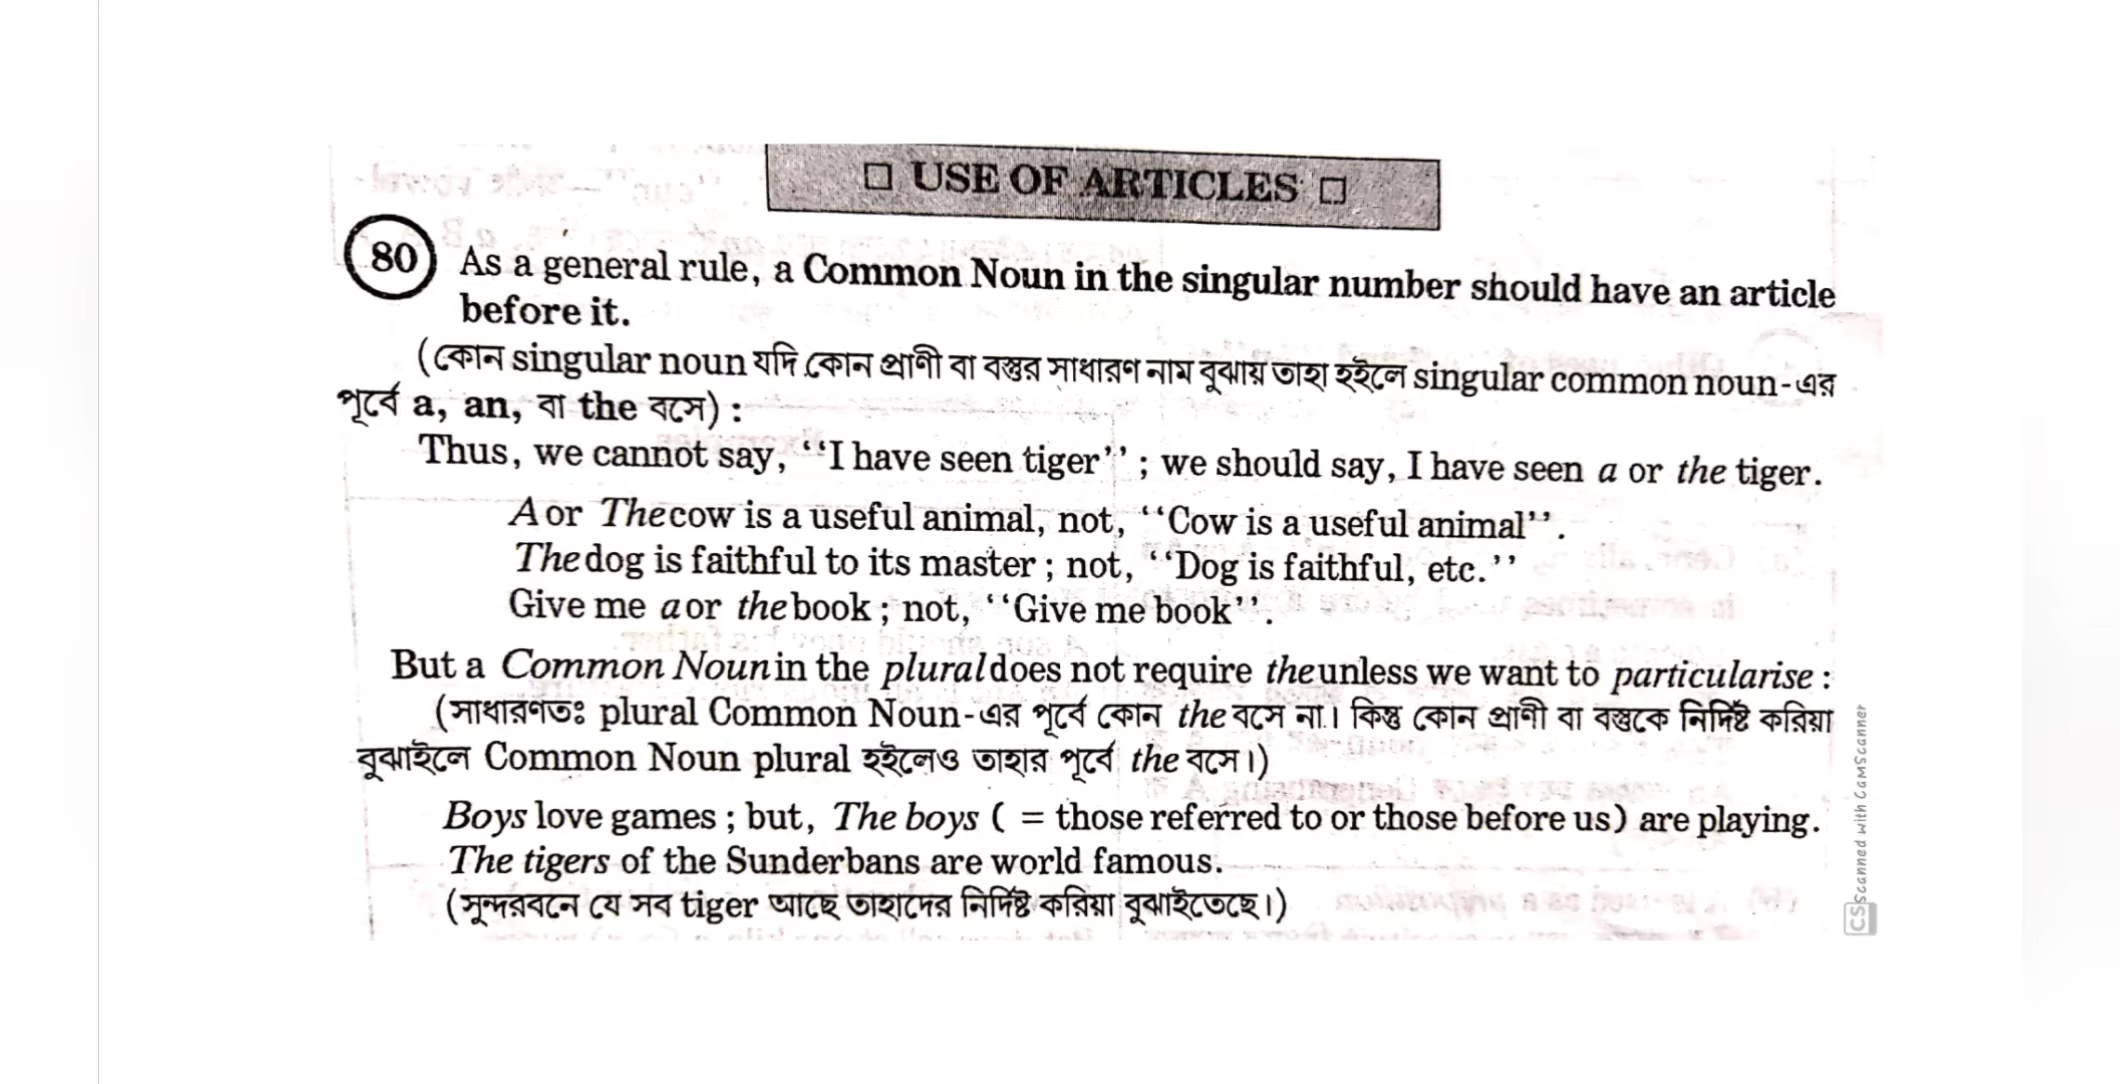 □ USE OF ARTICLES □
80 As a general rule, a Common Noun in the singular number should have an article
before it.
(কোন singular noun যদি কোন প্রাণী বা বস্তুর সাধারণ নাম বুঝায় তাহা হইলে singular common noun-এর
পূর্বে a, an, বা the বসে) :
Thus, we cannot say, ‘‘I have seen tiger’’ ; we should say, I have seen a or the tiger.
A or The cow is a useful animal, not, ‘‘Cow is a useful animal’’.
The dog is faithful to its master ; not, ‘‘Dog is faithful, etc.’’
Give me a or the book ; not, ‘‘Give me book’’.
But a Common Noun in the plural does not require the unless we want to particularise :
(সাধারণতঃ plural Common Noun-এর পূর্বে কোন the বসে না। কিন্তু কোন প্রাণী বা বস্তুকে নির্দিষ্ট করিয়া
বুঝাইলে Common Noun plural হইলেও তাহার পূর্বে the বসে।)
Boys love games ; but, The boys ( = those referred to or those before us) are playing.
The tigers of the Sunderbans are world famous.
(সুন্দরবনে যে সব tiger আছে তাহাদের নির্দিষ্ট করিয়া বুঝাইতেছে।)
CS Scanned with CamScanner